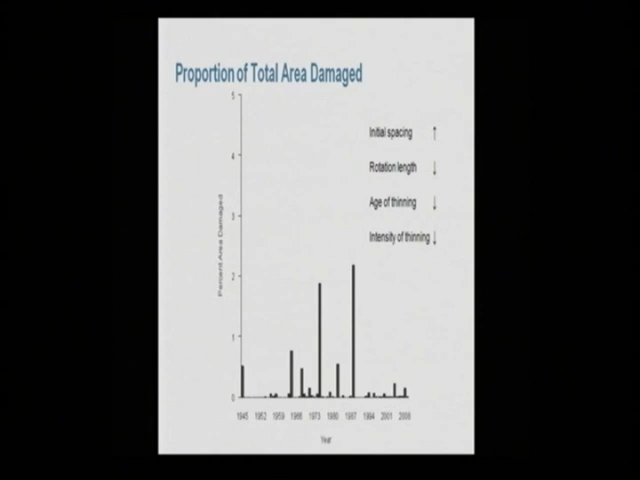 Proportion of Total Area Damaged
5
4
3
2
1
0
Percent Area Damaged
Initial spacing ↑
Rotation length ↓
Age of thinning ↓
Intensity of thinning ↓
1945 1952 1959 1966 1973 1980 1987 1994 2001 2008
Year